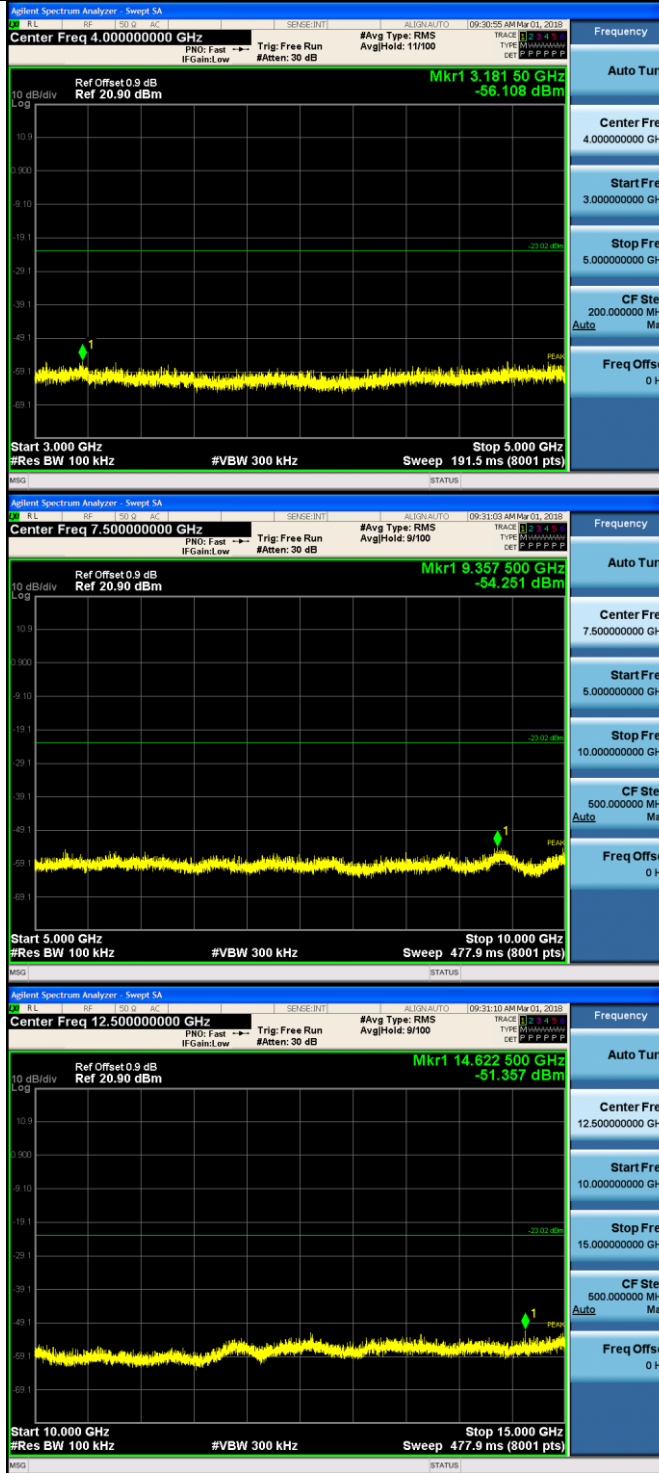 Agilent Spectrum Analyzer - Swept SA
RL RF 50 Ω AC SENSE:INT ALIGNAUTO 09:30:55 AM Mar 01, 2018
Center Freq 4.000000000 GHz #Avg Type: RMS TRACE 1 2 3 4 5 6 Frequency
PNO: Fast Trig: Free Run Avg|Hold: 11/100 TYPE M
IFGain:Low #Atten: 30 dB DET P P P P P P
Auto Tun
Mkr1 3.181 50 GHz
Ref Offset 0.9 dB
10 dB/div Ref 20.90 dBm -56.108 dBm
Log
Center Fre
4.000000000 GH
10.9
0.900
Start Fre
3.000000000 GH
-9.10
-19.1
-23.02 dBm
Stop Fre
5.000000000 GH
-29.1
-39.1
CF Ste
200.000000 MH
Auto Ma
-49.1
1
PEAK
-59.1
Freq Offse
0 H
-69.1
Start 3.000 GHz Stop 5.000 GHz
#Res BW 100 kHz #VBW 300 kHz Sweep 191.5 ms (8001 pts)
MSG STATUS
Agilent Spectrum Analyzer - Swept SA
RL RF 50 Ω AC SENSE:INT ALIGNAUTO 09:31:03 AM Mar 01, 2018
Center Freq 7.500000000 GHz #Avg Type: RMS TRACE 1 2 3 4 5 6 Frequency
PNO: Fast Trig: Free Run Avg|Hold: 9/100 TYPE M
IFGain:Low #Atten: 30 dB DET P P P P P P
Auto Tun
Mkr1 9.357 500 GHz
Ref Offset 0.9 dB
10 dB/div Ref 20.90 dBm -54.251 dBm
Log
Center Fre
7.500000000 GH
10.9
0.900
Start Fre
5.000000000 GH
-9.10
-19.1
-23.02 dBm
Stop Fre
10.000000000 GH
-29.1
-39.1
CF Ste
500.000000 MH
Auto Ma
-49.1
1
PEAK
-59.1
Freq Offse
0 H
-69.1
Start 5.000 GHz Stop 10.000 GHz
#Res BW 100 kHz #VBW 300 kHz Sweep 477.9 ms (8001 pts)
MSG STATUS
Agilent Spectrum Analyzer - Swept SA
RL RF 50 Ω AC SENSE:INT ALIGNAUTO 09:31:10 AM Mar 01, 2018
Center Freq 12.500000000 GHz #Avg Type: RMS TRACE 1 2 3 4 5 6 Frequency
PNO: Fast Trig: Free Run Avg|Hold: 9/100 TYPE M
IFGain:Low #Atten: 30 dB DET P P P P P P
Auto Tun
Mkr1 14.622 500 GHz
Ref Offset 0.9 dB
10 dB/div Ref 20.90 dBm -51.357 dBm
Log
Center Fre
12.500000000 GH
10.9
0.900
Start Fre
10.000000000 GH
-9.10
-19.1
-23.02 dBm
Stop Fre
15.000000000 GH
-29.1
-39.1
CF Ste
500.000000 MH
Auto Ma
-49.1
1
PEAK
-59.1
Freq Offse
0 H
-69.1
Start 10.000 GHz Stop 15.000 GHz
#Res BW 100 kHz #VBW 300 kHz Sweep 477.9 ms (8001 pts)
MSG STATUS